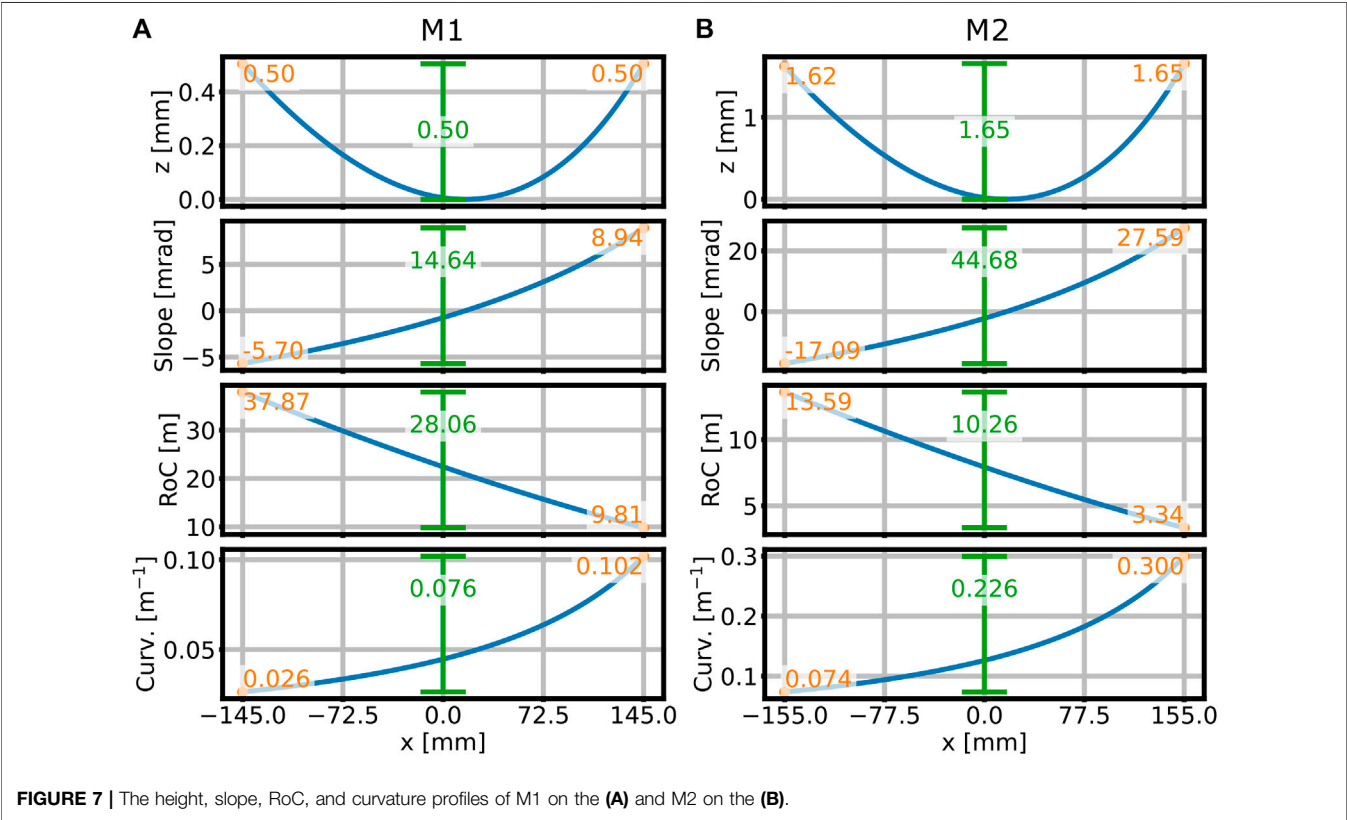 A
M1
B
M2
z [mm]
0.4
0.2
0.0
0.50
0.50
0.50
z [mm]
1
0
1.62
1.65
1.65
Slope [mrad]
5
0
−5
8.94
14.64
-5.70
Slope [mrad]
20
0
27.59
44.68
-17.09
RoC [m]
30
20
10
37.87
28.06
9.81
RoC [m]
10
5
13.59
10.26
3.34
Curv. [m⁻¹]
0.10
0.05
0.102
0.076
0.026
Curv. [m⁻¹]
0.3
0.2
0.1
0.300
0.226
0.074
−145.0 −72.5 0.0 72.5 145.0
x [mm]
−155.0 −77.5 0.0 77.5 155.0
x [mm]
FIGURE 7 | The height, slope, RoC, and curvature profiles of M1 on the (A) and M2 on the (B).